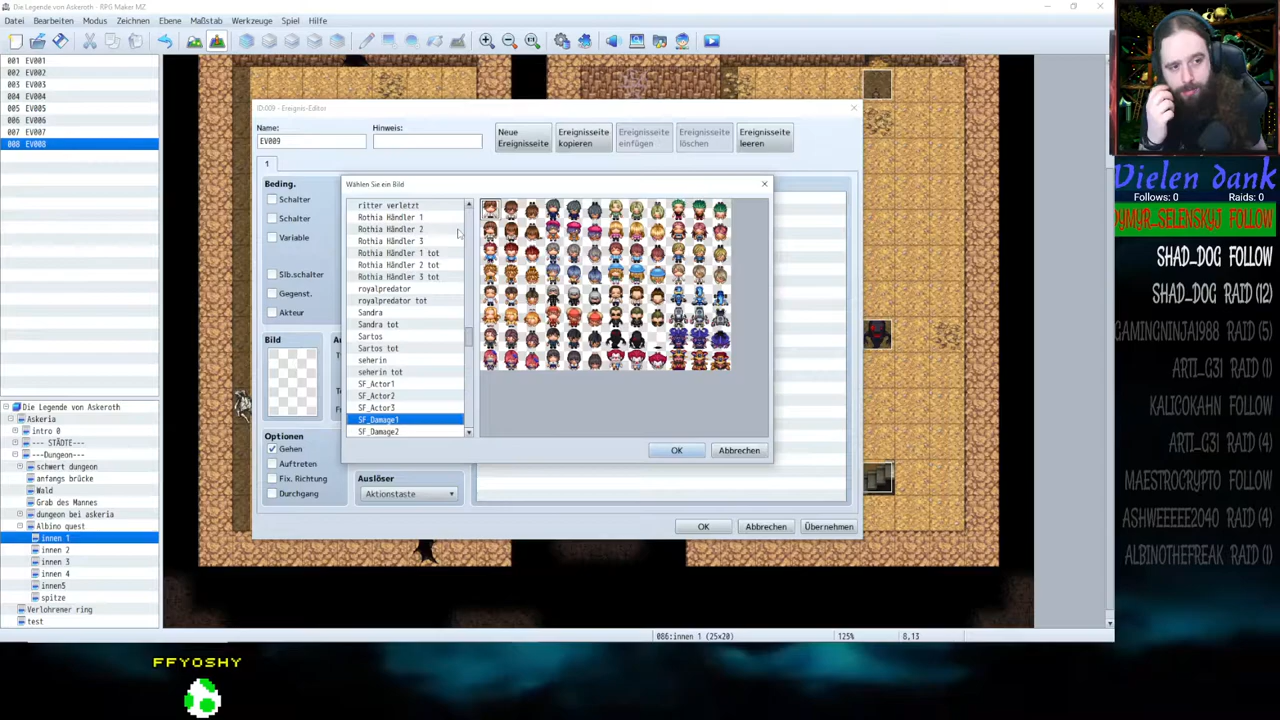 Die Legende von Askeroth - RPG Maker MZ
Datei Bearbeiten Modus Zeichnen Ebene Maßstab Werkzeuge Spiel Hilfe
001 EV001
002 EV002
003 EV003
004 EV004
005 EV005
006 EV006
007 EV007
008 EV008
ID:009 - Ereignis-Editor
Name:
Hinweis:
EV009
Neue Ereignisseite
Ereignisseite kopieren
Ereignisseite einfügen
Ereignisseite löschen
Ereignisseite leeren
1
Beding.
Schalter
Schalter
Variable
Slb.schalter
Gegenst.
Akteur
Bild
Optionen
Gehen
Auftreten
Fix. Richtung
Durchgang
Auslöser
Aktionstaste
OK
Abbrechen
Übernehmen
Wählen Sie ein Bild
ritter verletzt
Rothia Händler 1
Rothia Händler 2
Rothia Händler 3
Rothia Händler 1 tot
Rothia Händler 2 tot
Rothia Händler 3 tot
royalpredator
royalpredator tot
Sandra
Sandra tot
Sartos
Sartos tot
seherin
seherin tot
SF_Actor1
SF_Actor2
SF_Actor3
SF_Damage1
SF_Damage2
OK
Abbrechen
Die Legende von Askeroth
Askeria
intro 0
--- STÄDTE---
---Dungeon---
schwert dungeon
anfangs brücke
Wald
Grab des Mannes
dungeon bei askeria
Albino quest
innen 1
innen 2
innen 3
innen 4
innen5
spitze
Verlohrener ring
test
086:innen 1 (25x20)
125%
8,13
Vielen dank
Follows: 0 Raids: 0
DYMYR_SELENSKYJ FOLLOW
SHAD_DOG FOLLOW
SHAD_DOG RAID (12)
GAMINGNINJA1988 RAID (5)
ARTI_G31 RAID (4)
KALICOKAHN FOLLOW
ARTI_G31 RAID (4)
MAESTROCRYPTO FOLLOW
ASHWEEEEE2040 RAID (4)
ALBINOTHEFREAK RAID (4)
FFYOSHY